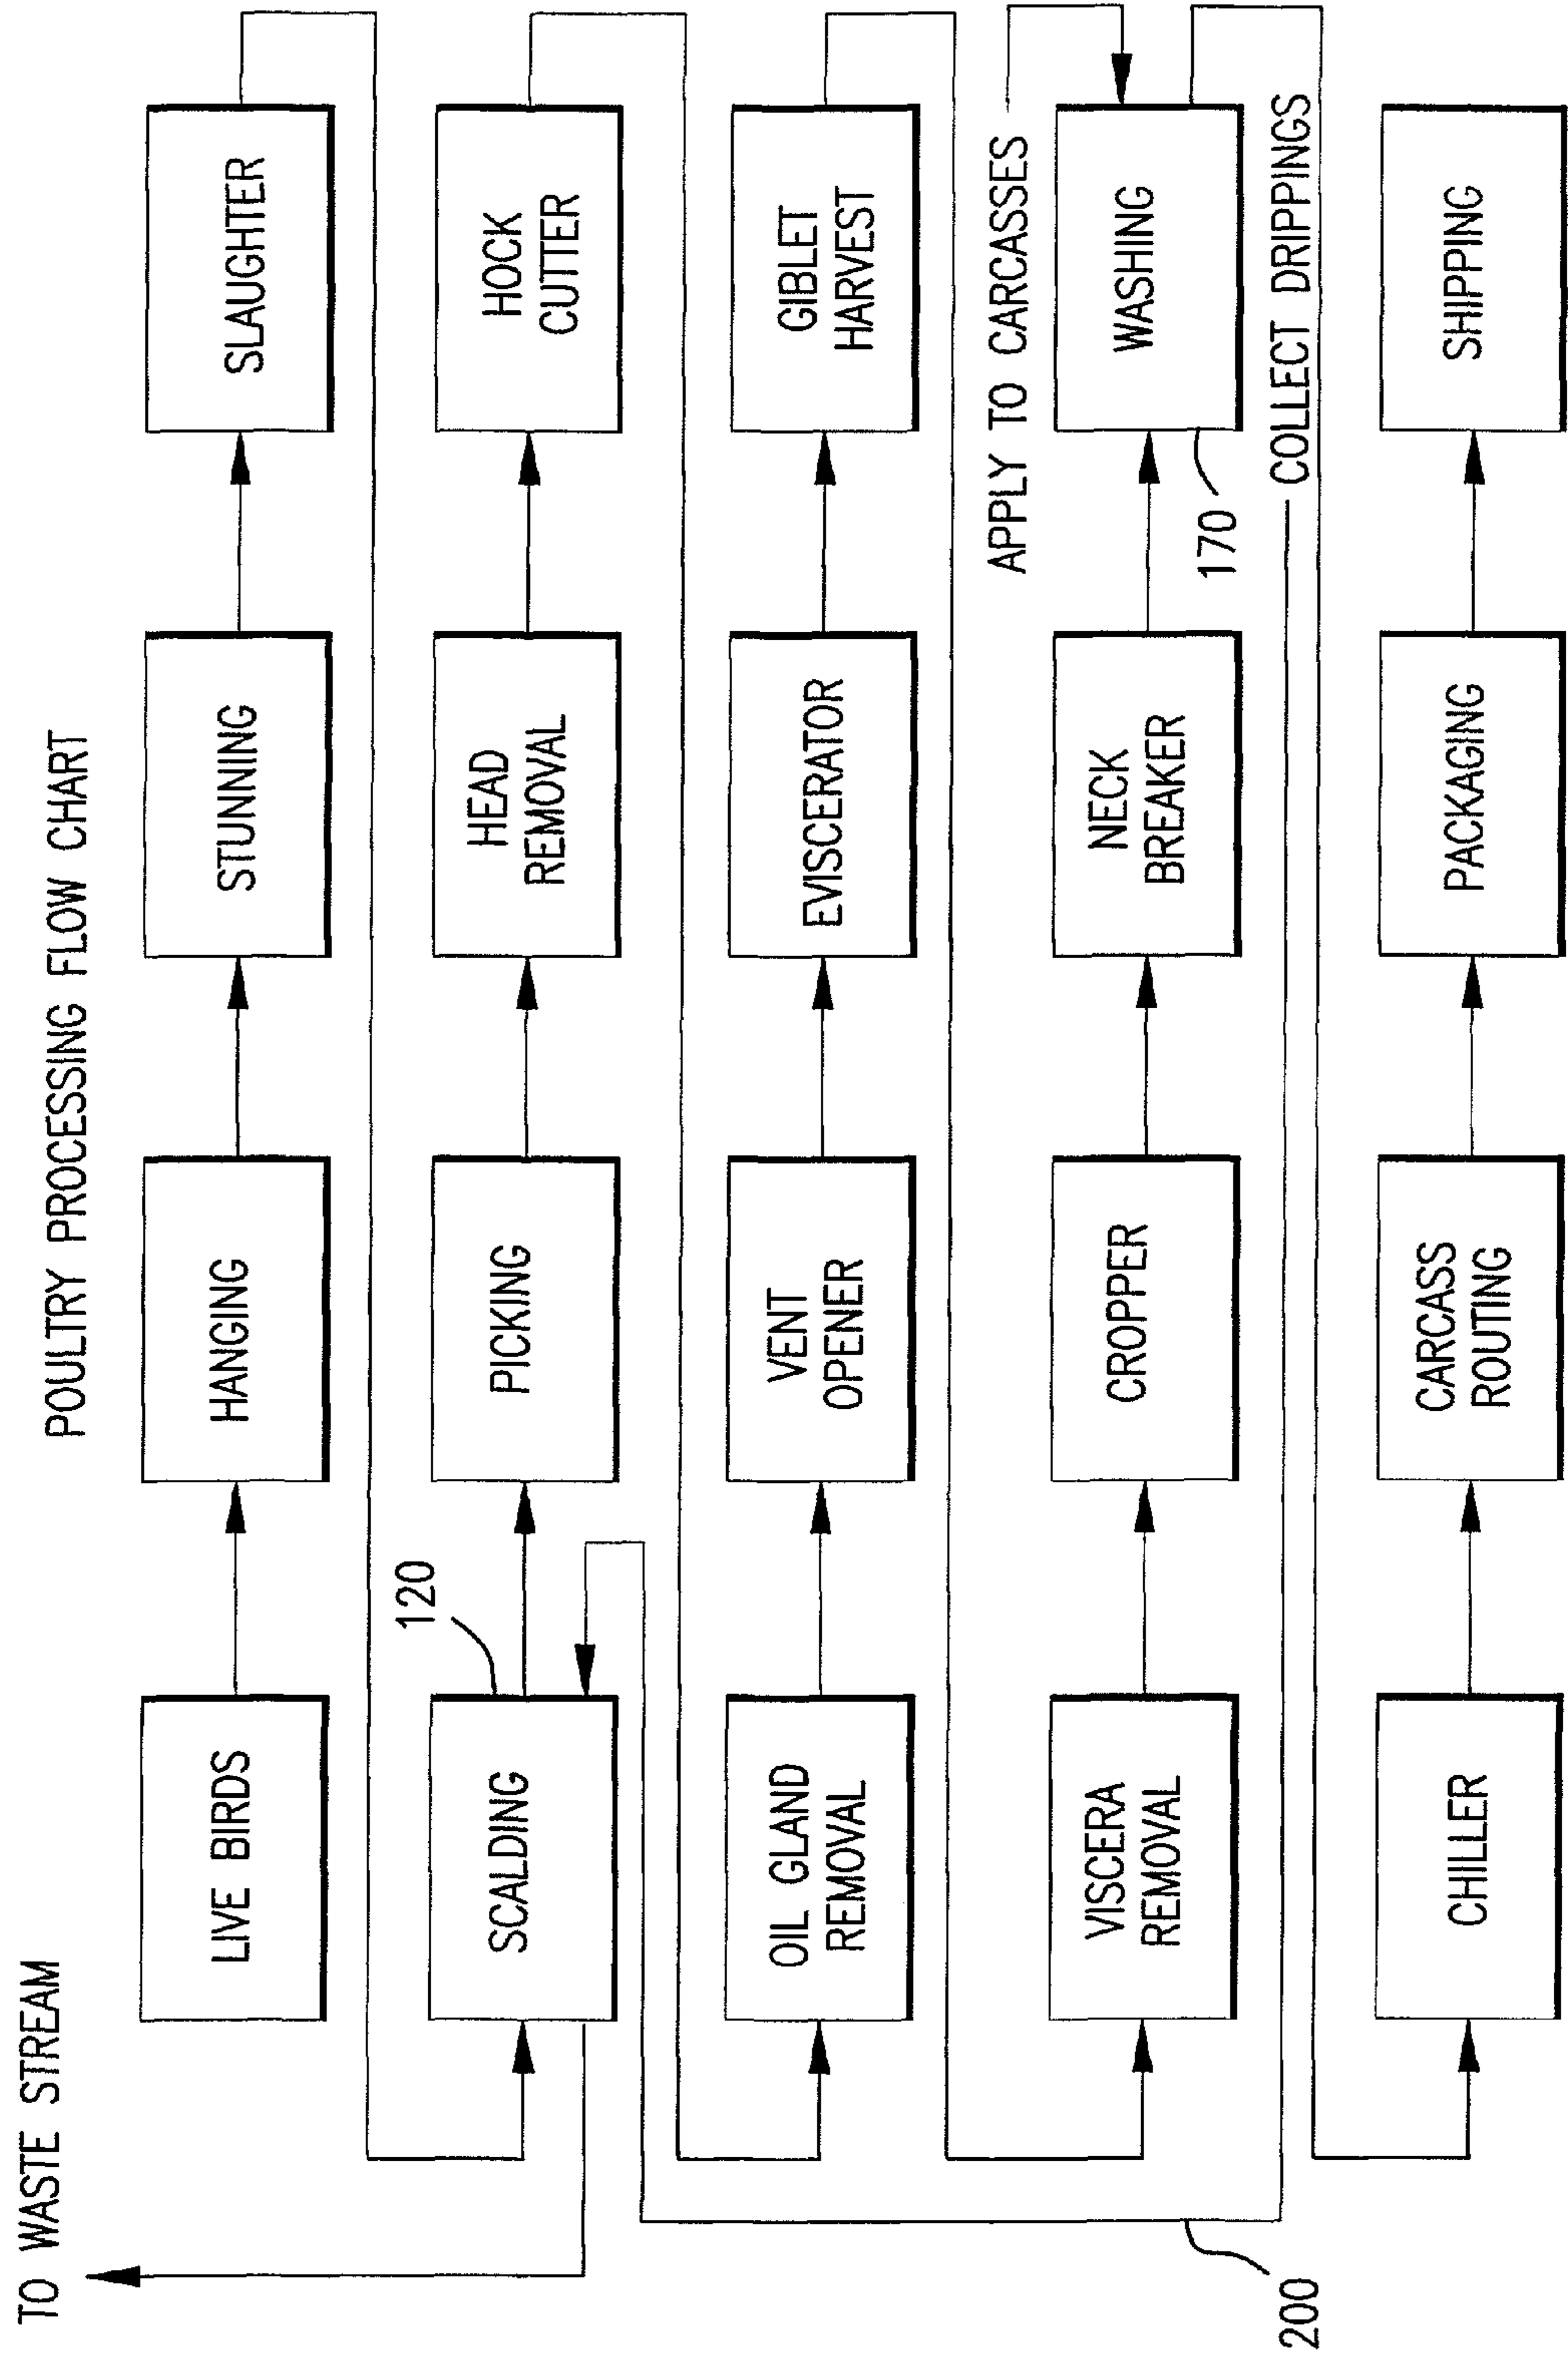 POULTRY PROCESSING FLOW CHART
TO WASTE STREAM
LIVE BIRDS
HANGING
STUNNING
SLAUGHTER
120
SCALDING
PICKING
HEAD
REMOVAL
HOCK
CUTTER
OIL GLAND
REMOVAL
VENT
OPENER
EVISCERATOR
GIBLET
HARVEST
APPLY TO CARCASSES
VISCERA
REMOVAL
CROPPER
NECK
BREAKER
WASHING
170
COLLECT DRIPPINGS
200
CHILLER
CARCASS
ROUTING
PACKAGING
SHIPPING